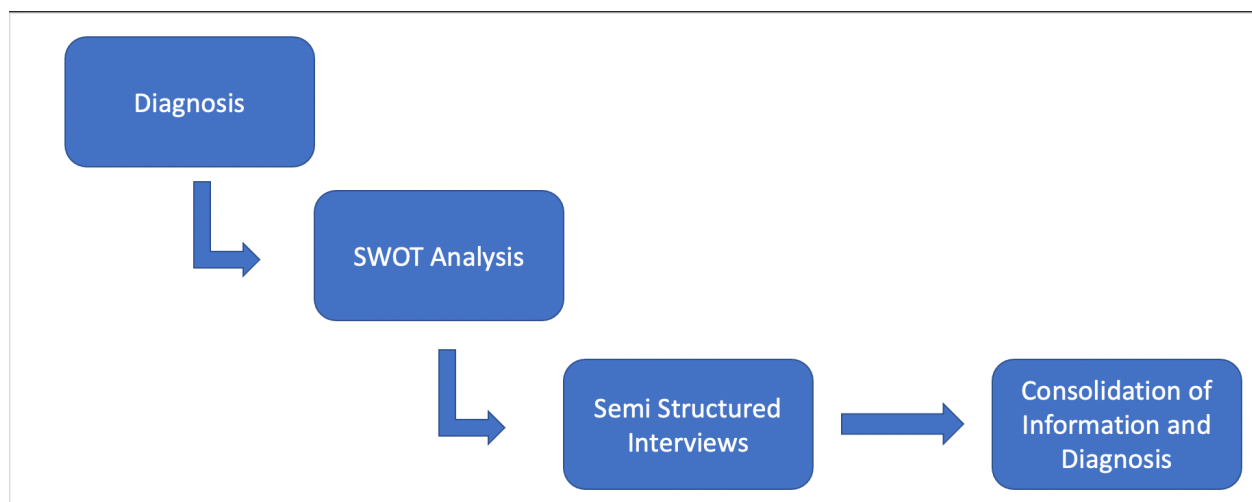 Diagnosis
SWOT Analysis
Semi Structured
Interviews
Consolidation of
Information and
Diagnosis